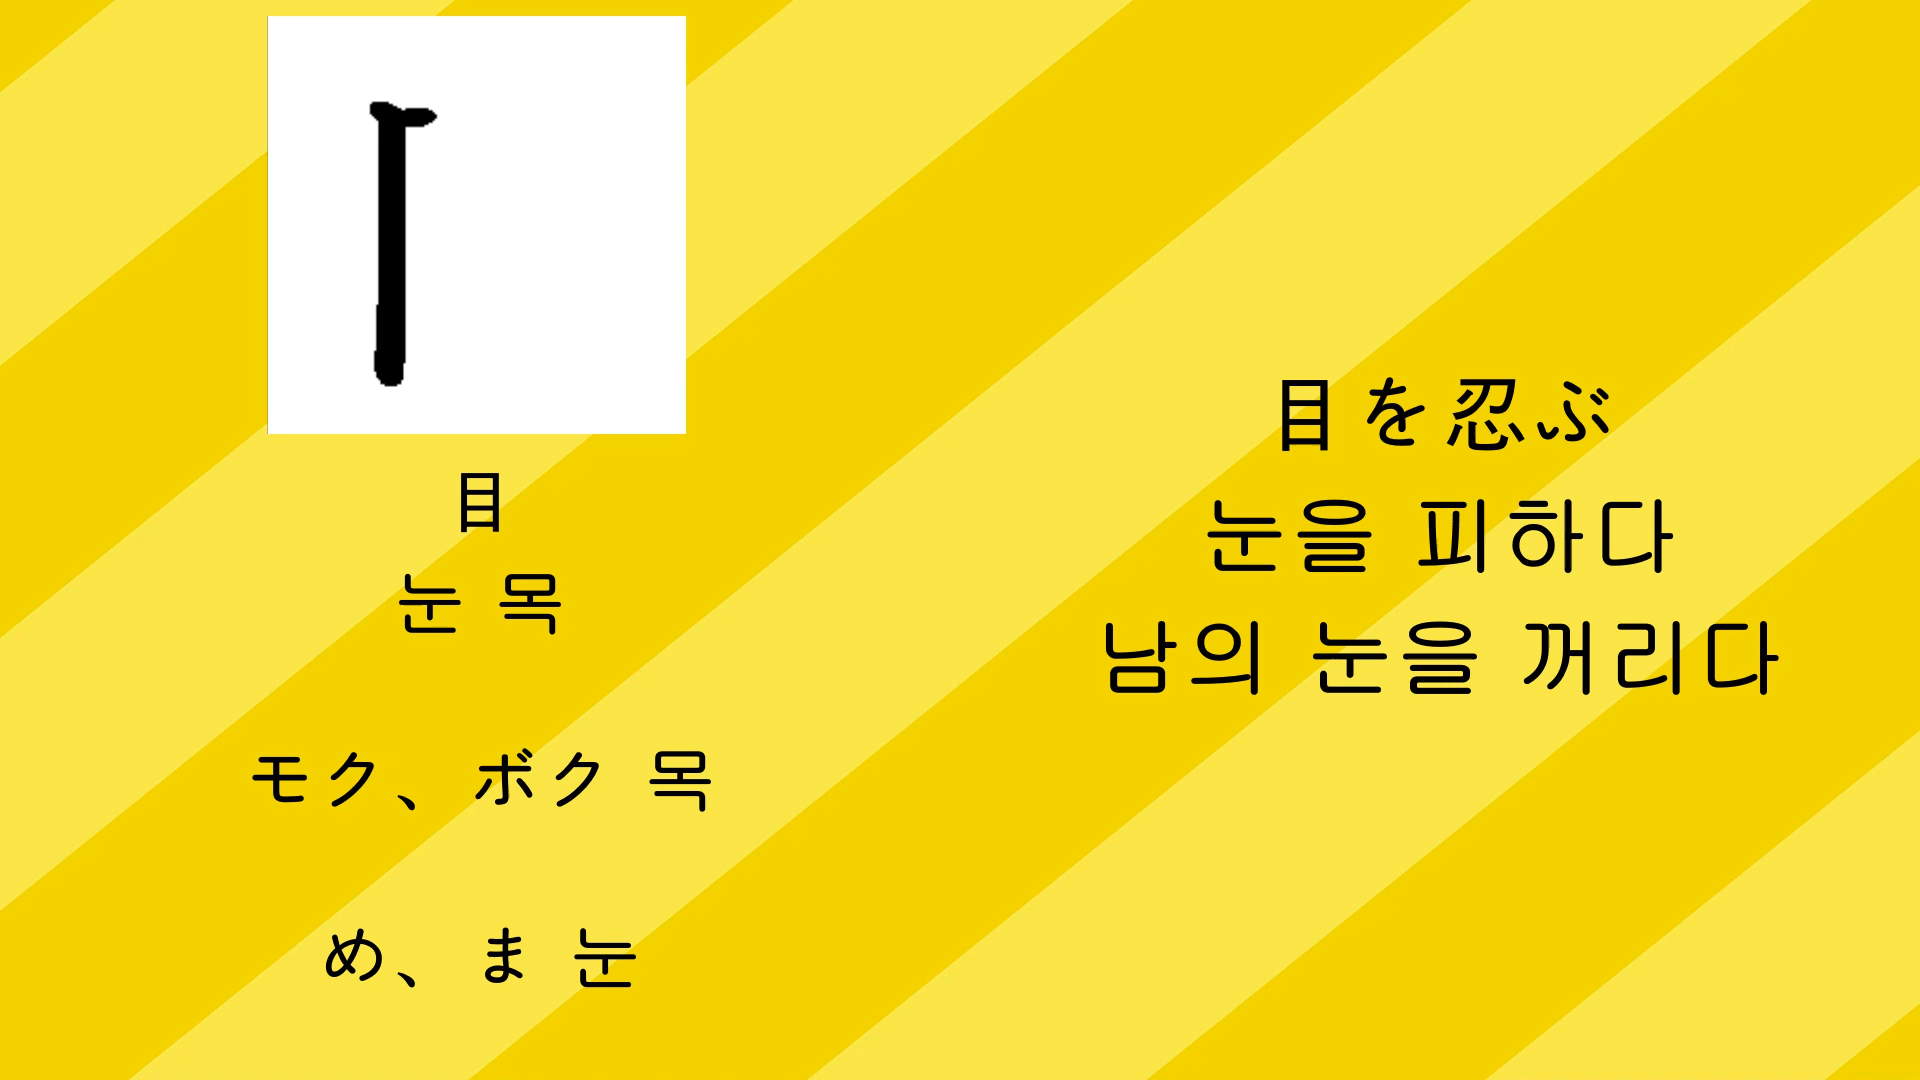 目
눈 목
モク、ボク 목
め、ま 눈
目を忍ぶ
눈을 피하다
남의 눈을 꺼리다